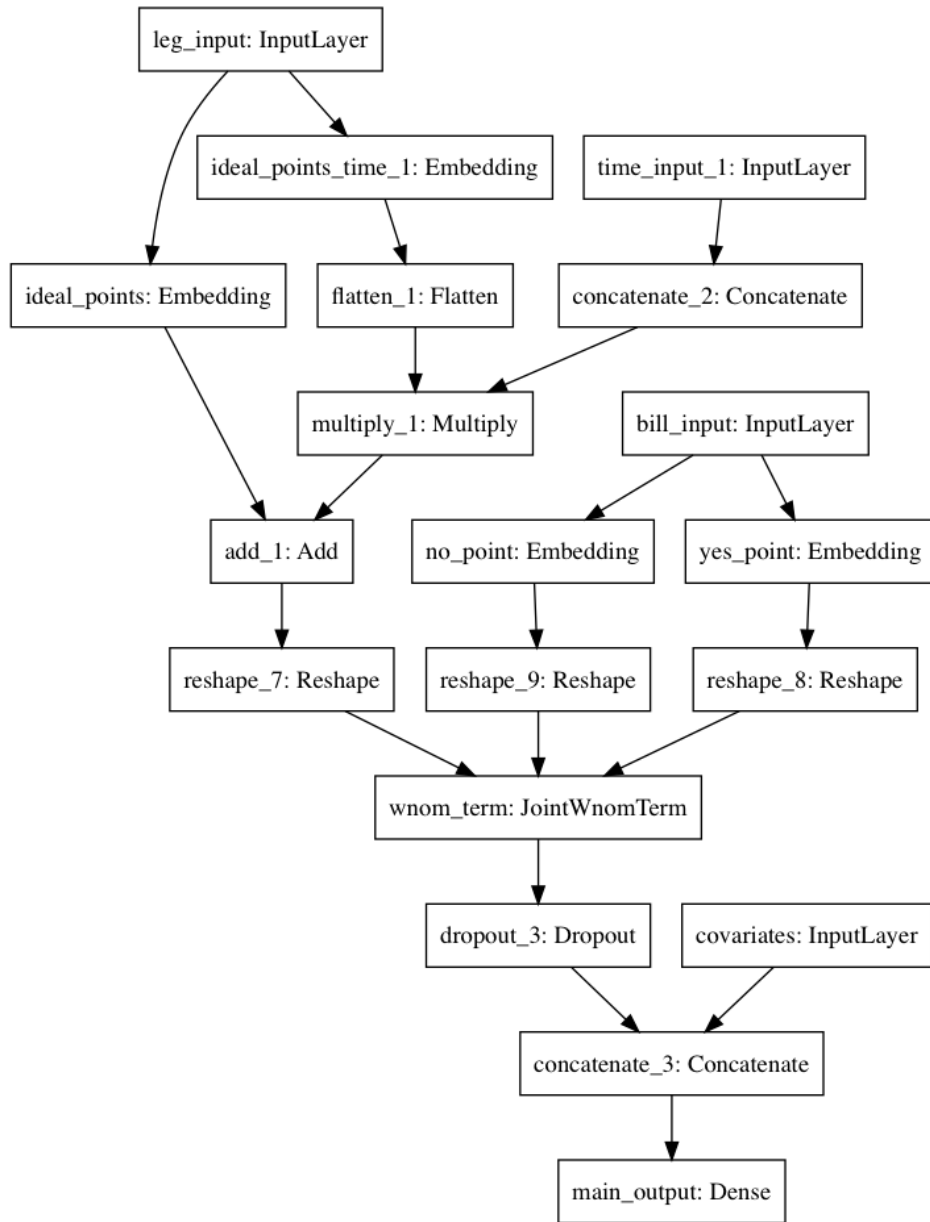 leg_input: InputLayer
ideal_points_time_1: Embedding
time_input_1: InputLayer
ideal_points: Embedding
flatten_1: Flatten
concatenate_2: Concatenate
multiply_1: Multiply
bill_input: InputLayer
add_1: Add
no_point: Embedding
yes_point: Embedding
reshape_7: Reshape
reshape_9: Reshape
reshape_8: Reshape
wnom_term: JointWnomTerm
dropout_3: Dropout
covariates: InputLayer
concatenate_3: Concatenate
main_output: Dense